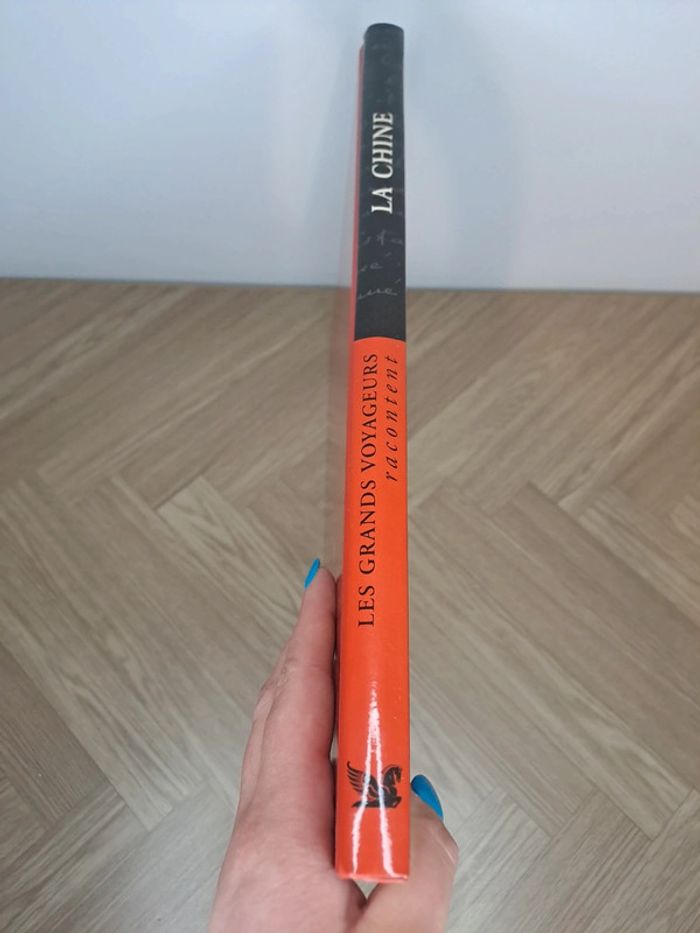 LA CHINE
LES GRANDS VOYAGEURS
racontent